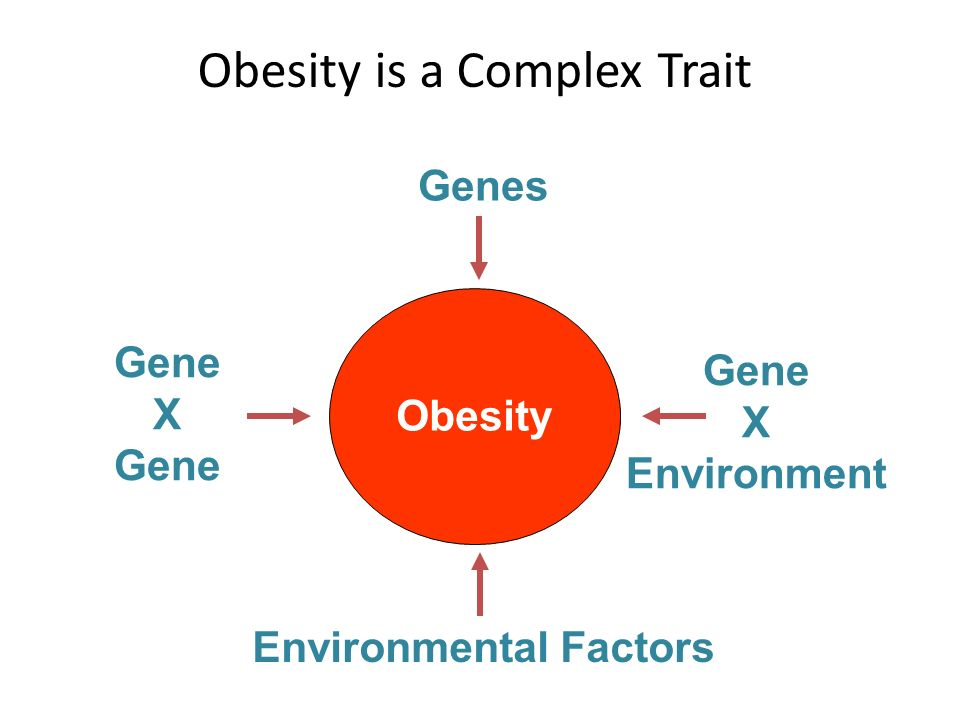 Obesity is a Complex Trait
Genes
Gene
X
Gene
Obesity
Gene
X
Environment
Environmental Factors